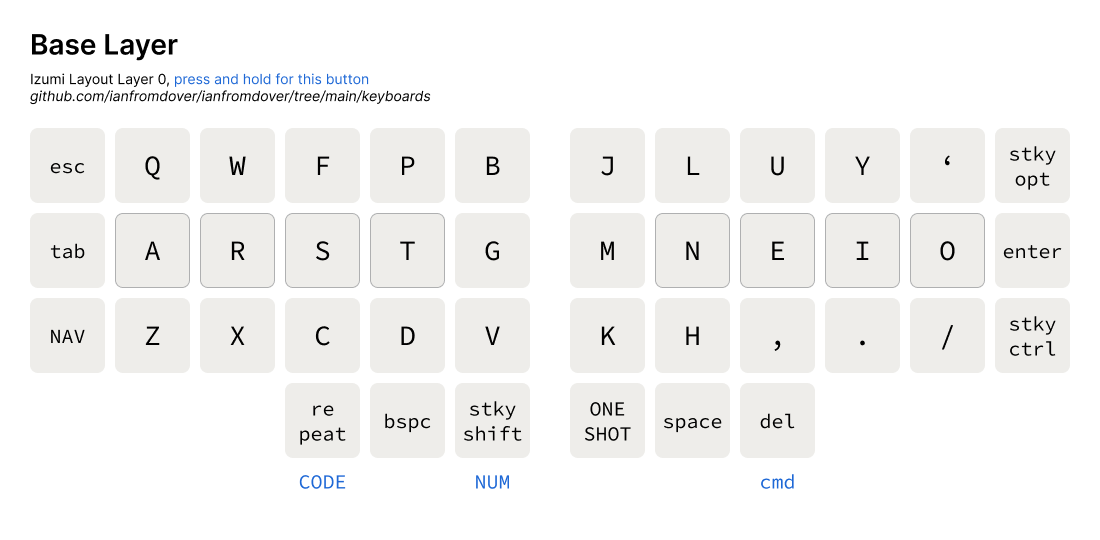 Base Layer
Izumi Layout Layer 0, press and hold for this button
github.com/ianfromdover/ianfromdover/tree/main/keyboards
esc Q W F P B J L U Y ‘ stky opt
tab A R S T G M N E I O enter
NAV Z X C D V K H , . / stky ctrl
re peat bspc stky shift ONE SHOT space del
CODE NUM cmd